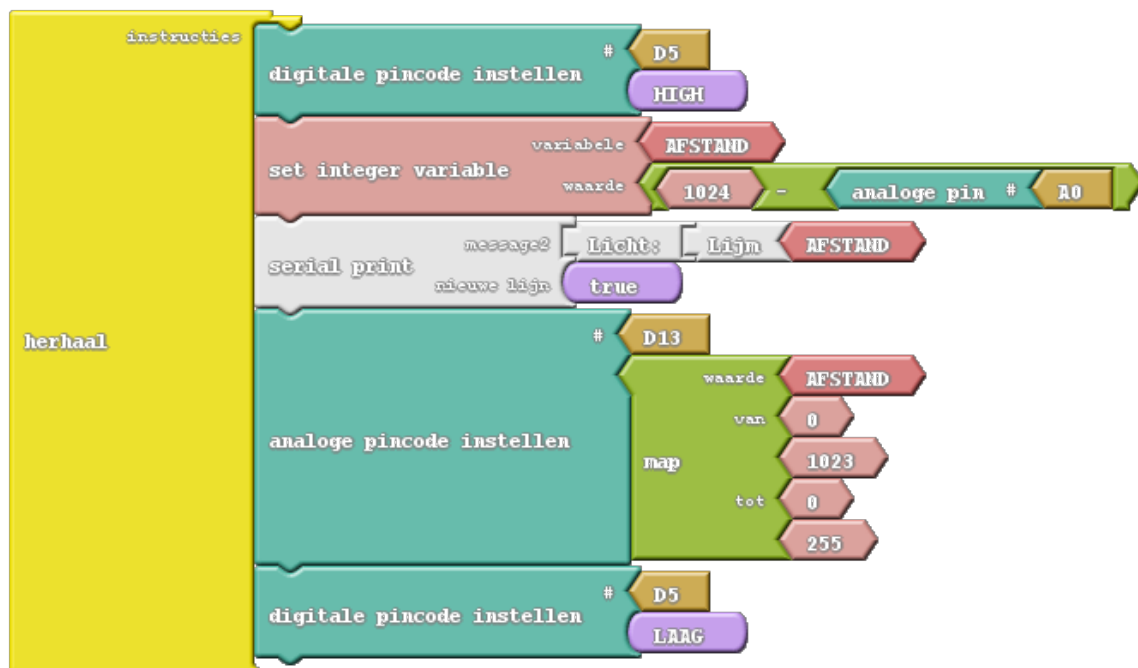 instructies
digitale pincode instellen # D5
HIGH
set integer variable variabele AFSTAND
waarde 1024 - analoge pin # A0
serial print message2 Licht: Lijm AFSTAND
nieuwe lijn true
herhaal
analoge pincode instellen # D13
map waarde AFSTAND
van 0
1023
tot 0
255
digitale pincode instellen # D5
LAAG